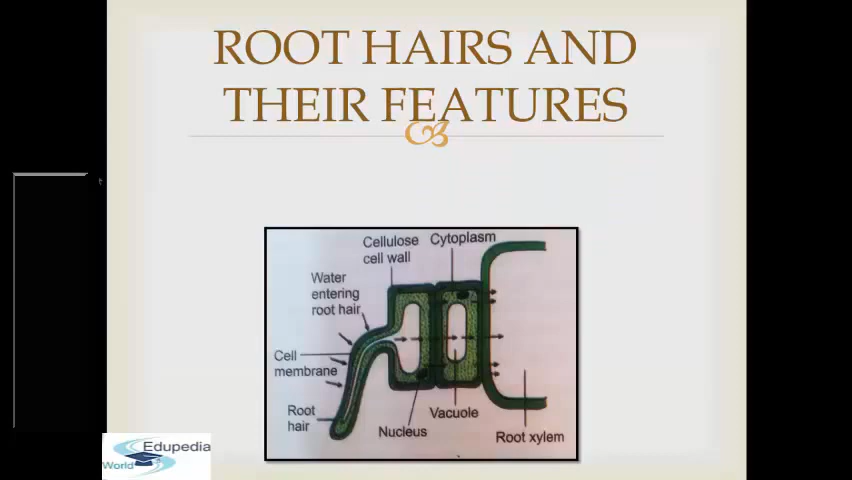 ROOT HAIRS AND
THEIR FEATURES
Cellulose
cell wall
Cytoplasm
Water
entering
root hair
Cell
membrane
Root
hair
Nucleus
Vacuole
Root xylem
Edupedia
World